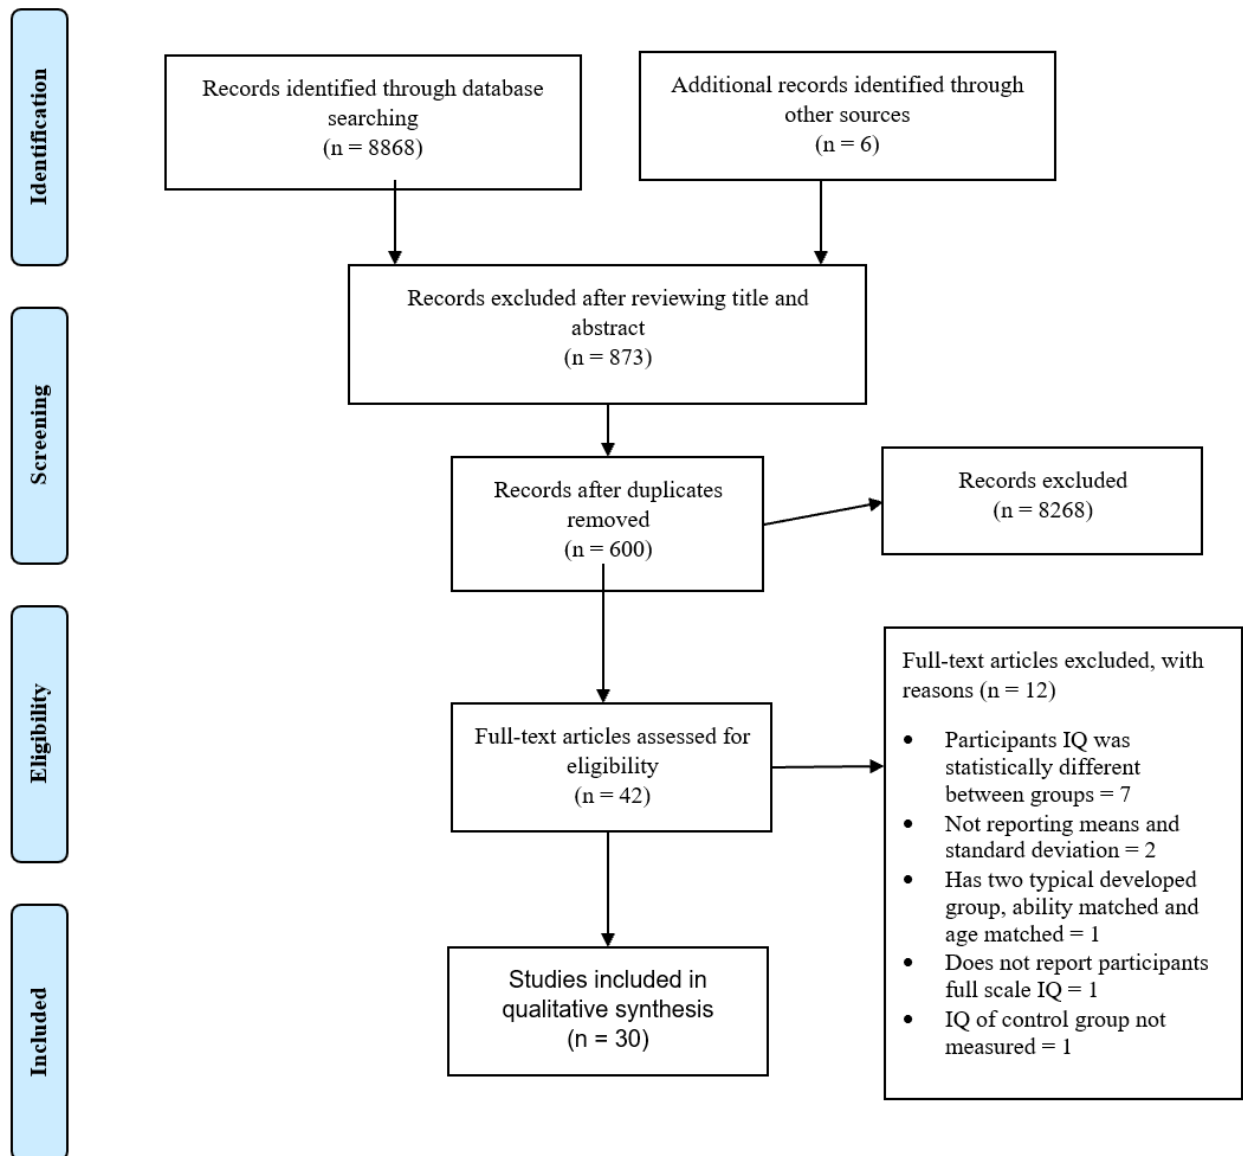 Identification
Records identified through database
searching
(n = 8868)
Additional records identified through
other sources
(n = 6)
Records excluded after reviewing title and
abstract
(n = 873)
Screening
Records after duplicates
removed
(n = 600)
Records excluded
(n = 8268)
Eligibility
Full-text articles assessed for
eligibility
(n = 42)
Full-text articles excluded, with
reasons (n = 12)
• Participants IQ was
statistically different
between groups = 7
• Not reporting means and
standard deviation = 2
• Has two typical developed
group, ability matched and
age matched = 1
• Does not report participants
full scale IQ = 1
• IQ of control group not
measured = 1
Included
Studies included in
qualitative synthesis
(n = 30)